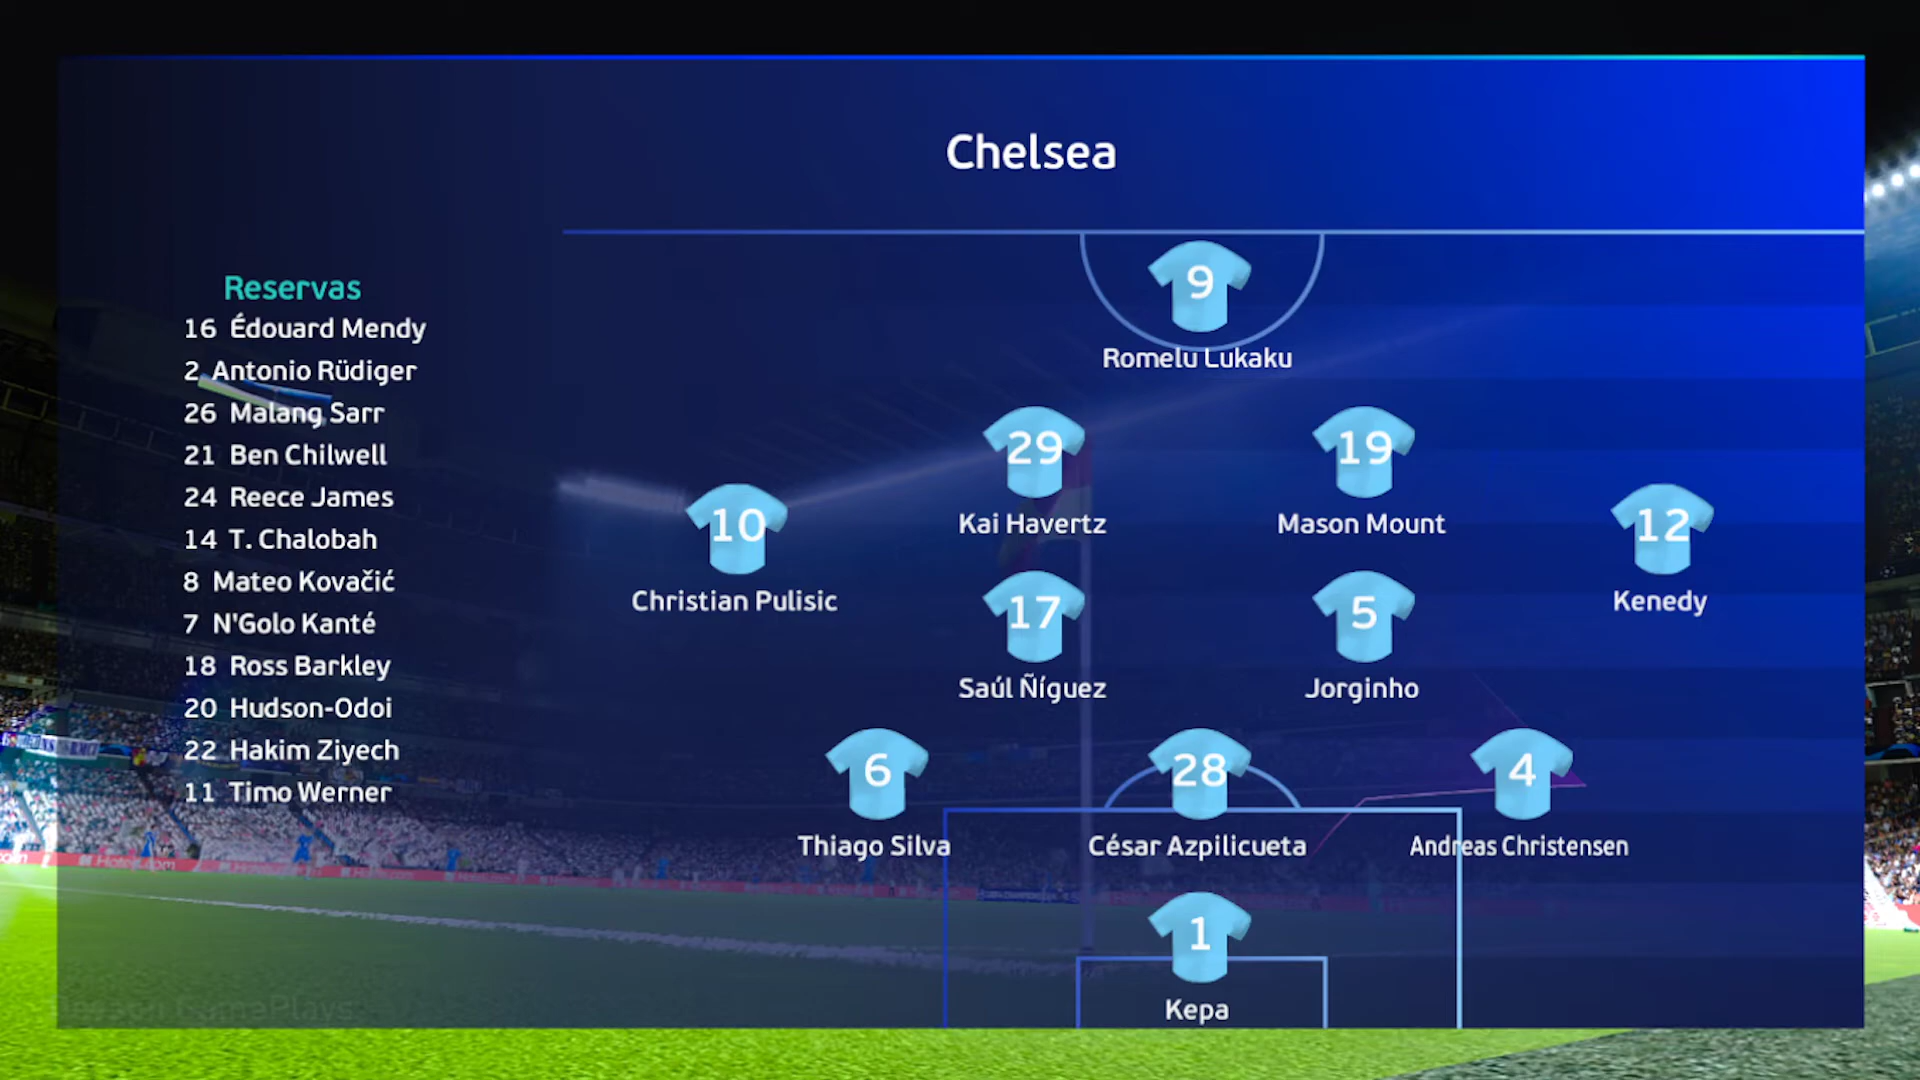 Chelsea
Reservas
16 Édouard Mendy
2 Antonio Rüdiger
26 Malang Sarr
21 Ben Chilwell
24 Reece James
14 T. Chalobah
8 Mateo Kovačić
7 N'Golo Kanté
18 Ross Barkley
20 Hudson-Odoi
22 Hakim Ziyech
11 Timo Werner
9
Romelu Lukaku
29
Kai Havertz
19
Mason Mount
10
Christian Pulisic
12
Kenedy
17
Saúl Ñíguez
5
Jorginho
6
Thiago Silva
28
César Azpilicueta
4
Andreas Christensen
1
Kepa
Hotels.com